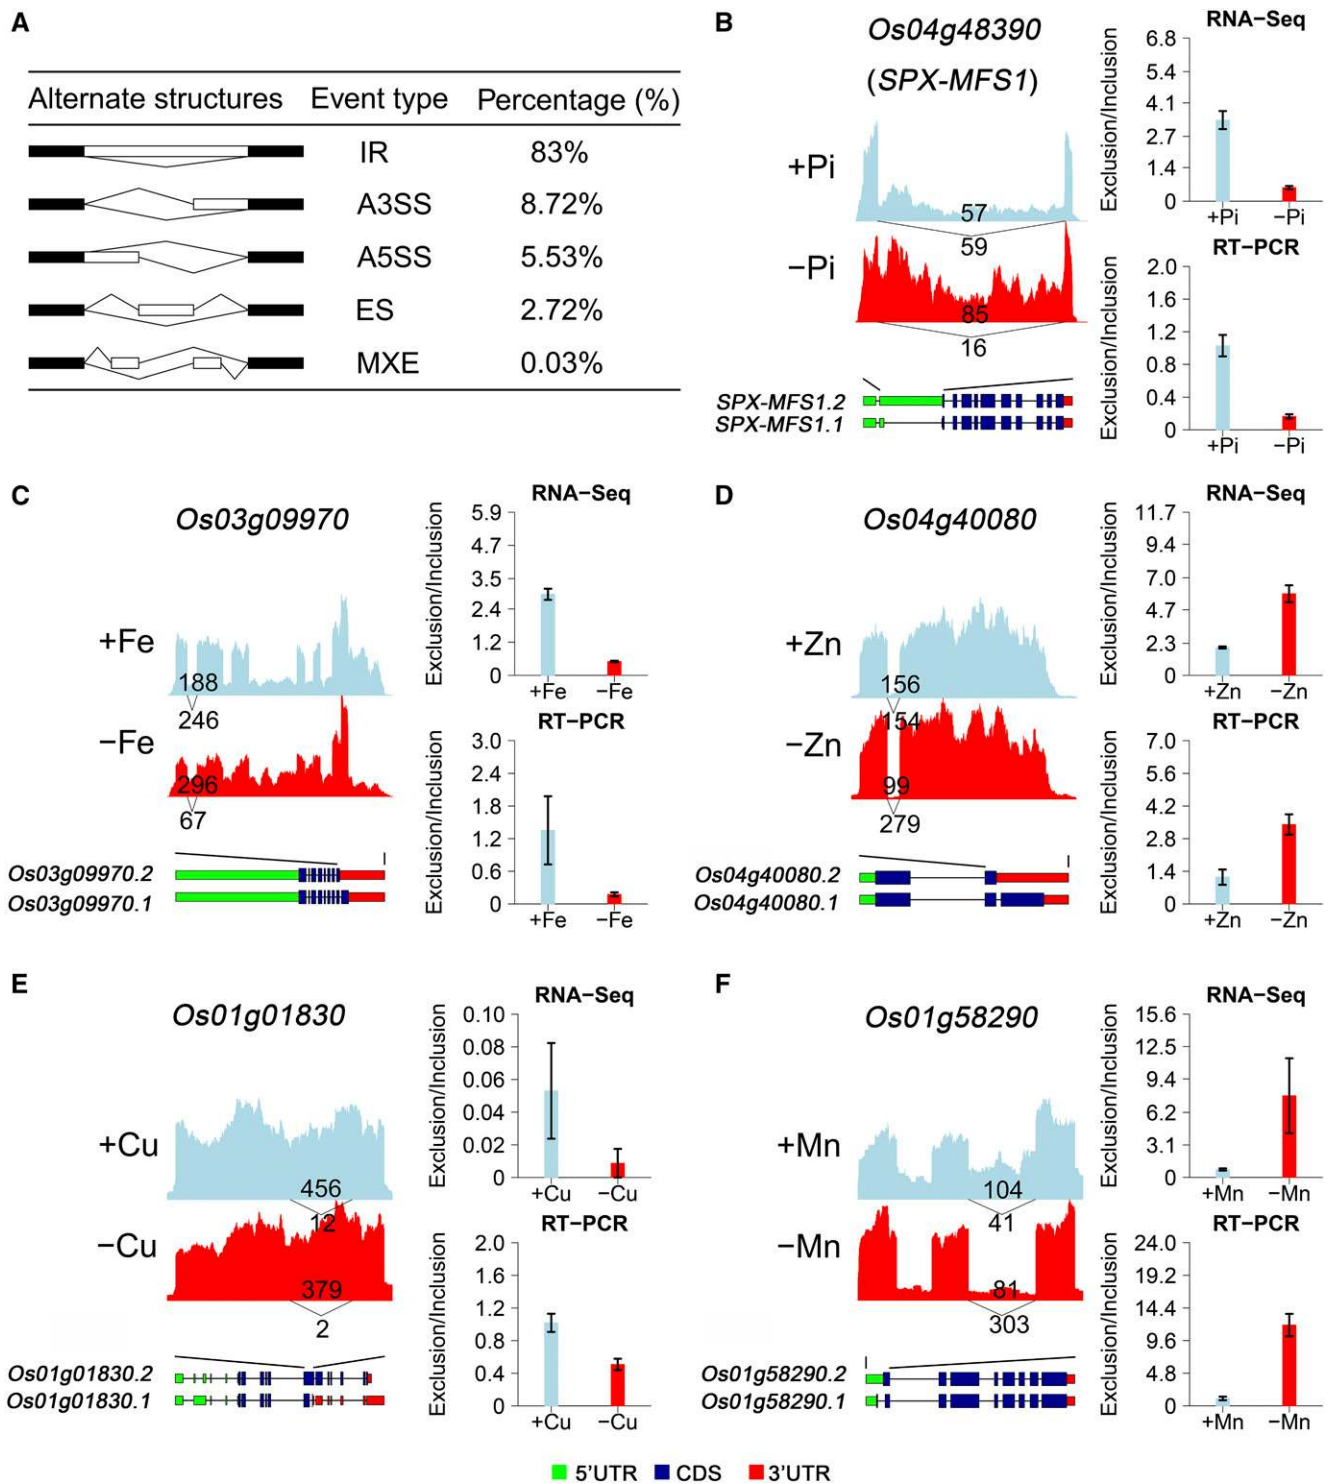 A
Alternate structures Event type Percentage (%)
IR 83%
A3SS 8.72%
A5SS 5.53%
ES 2.72%
MXE 0.03%
B
Os04g48390
(SPX-MFS1)
+Pi
57
59
−Pi
85
16
SPX-MFS1.2
SPX-MFS1.1
RNA−Seq
Exclusion/Inclusion
6.8
5.4
4.1
2.7
1.4
0
+Pi −Pi
RT−PCR
Exclusion/Inclusion
2.0
1.6
1.2
0.8
0.4
0
+Pi −Pi
C
Os03g09970
+Fe
188
246
−Fe
296
67
Os03g09970.2
Os03g09970.1
RNA−Seq
Exclusion/Inclusion
5.9
4.7
3.5
2.4
1.2
0
+Fe −Fe
RT−PCR
Exclusion/Inclusion
3.0
2.4
1.8
1.2
0.6
0
+Fe −Fe
D
Os04g40080
+Zn
156
154
−Zn
99
279
Os04g40080.2
Os04g40080.1
RNA−Seq
Exclusion/Inclusion
11.7
9.4
7.0
4.7
2.3
0
+Zn −Zn
RT−PCR
Exclusion/Inclusion
7.0
5.6
4.2
2.8
1.4
0
+Zn −Zn
E
Os01g01830
+Cu
456
12
−Cu
379
2
Os01g01830.2
Os01g01830.1
RNA−Seq
Exclusion/Inclusion
0.10
0.08
0.06
0.04
0.02
0
+Cu −Cu
RT−PCR
Exclusion/Inclusion
2.0
1.6
1.2
0.8
0.4
0
+Cu −Cu
F
Os01g58290
+Mn
104
41
−Mn
81
303
Os01g58290.2
Os01g58290.1
RNA−Seq
Exclusion/Inclusion
15.6
12.5
9.4
6.2
3.1
0
+Mn −Mn
RT−PCR
Exclusion/Inclusion
24.0
19.2
14.4
9.6
4.8
0
+Mn −Mn
5'UTR CDS 3'UTR